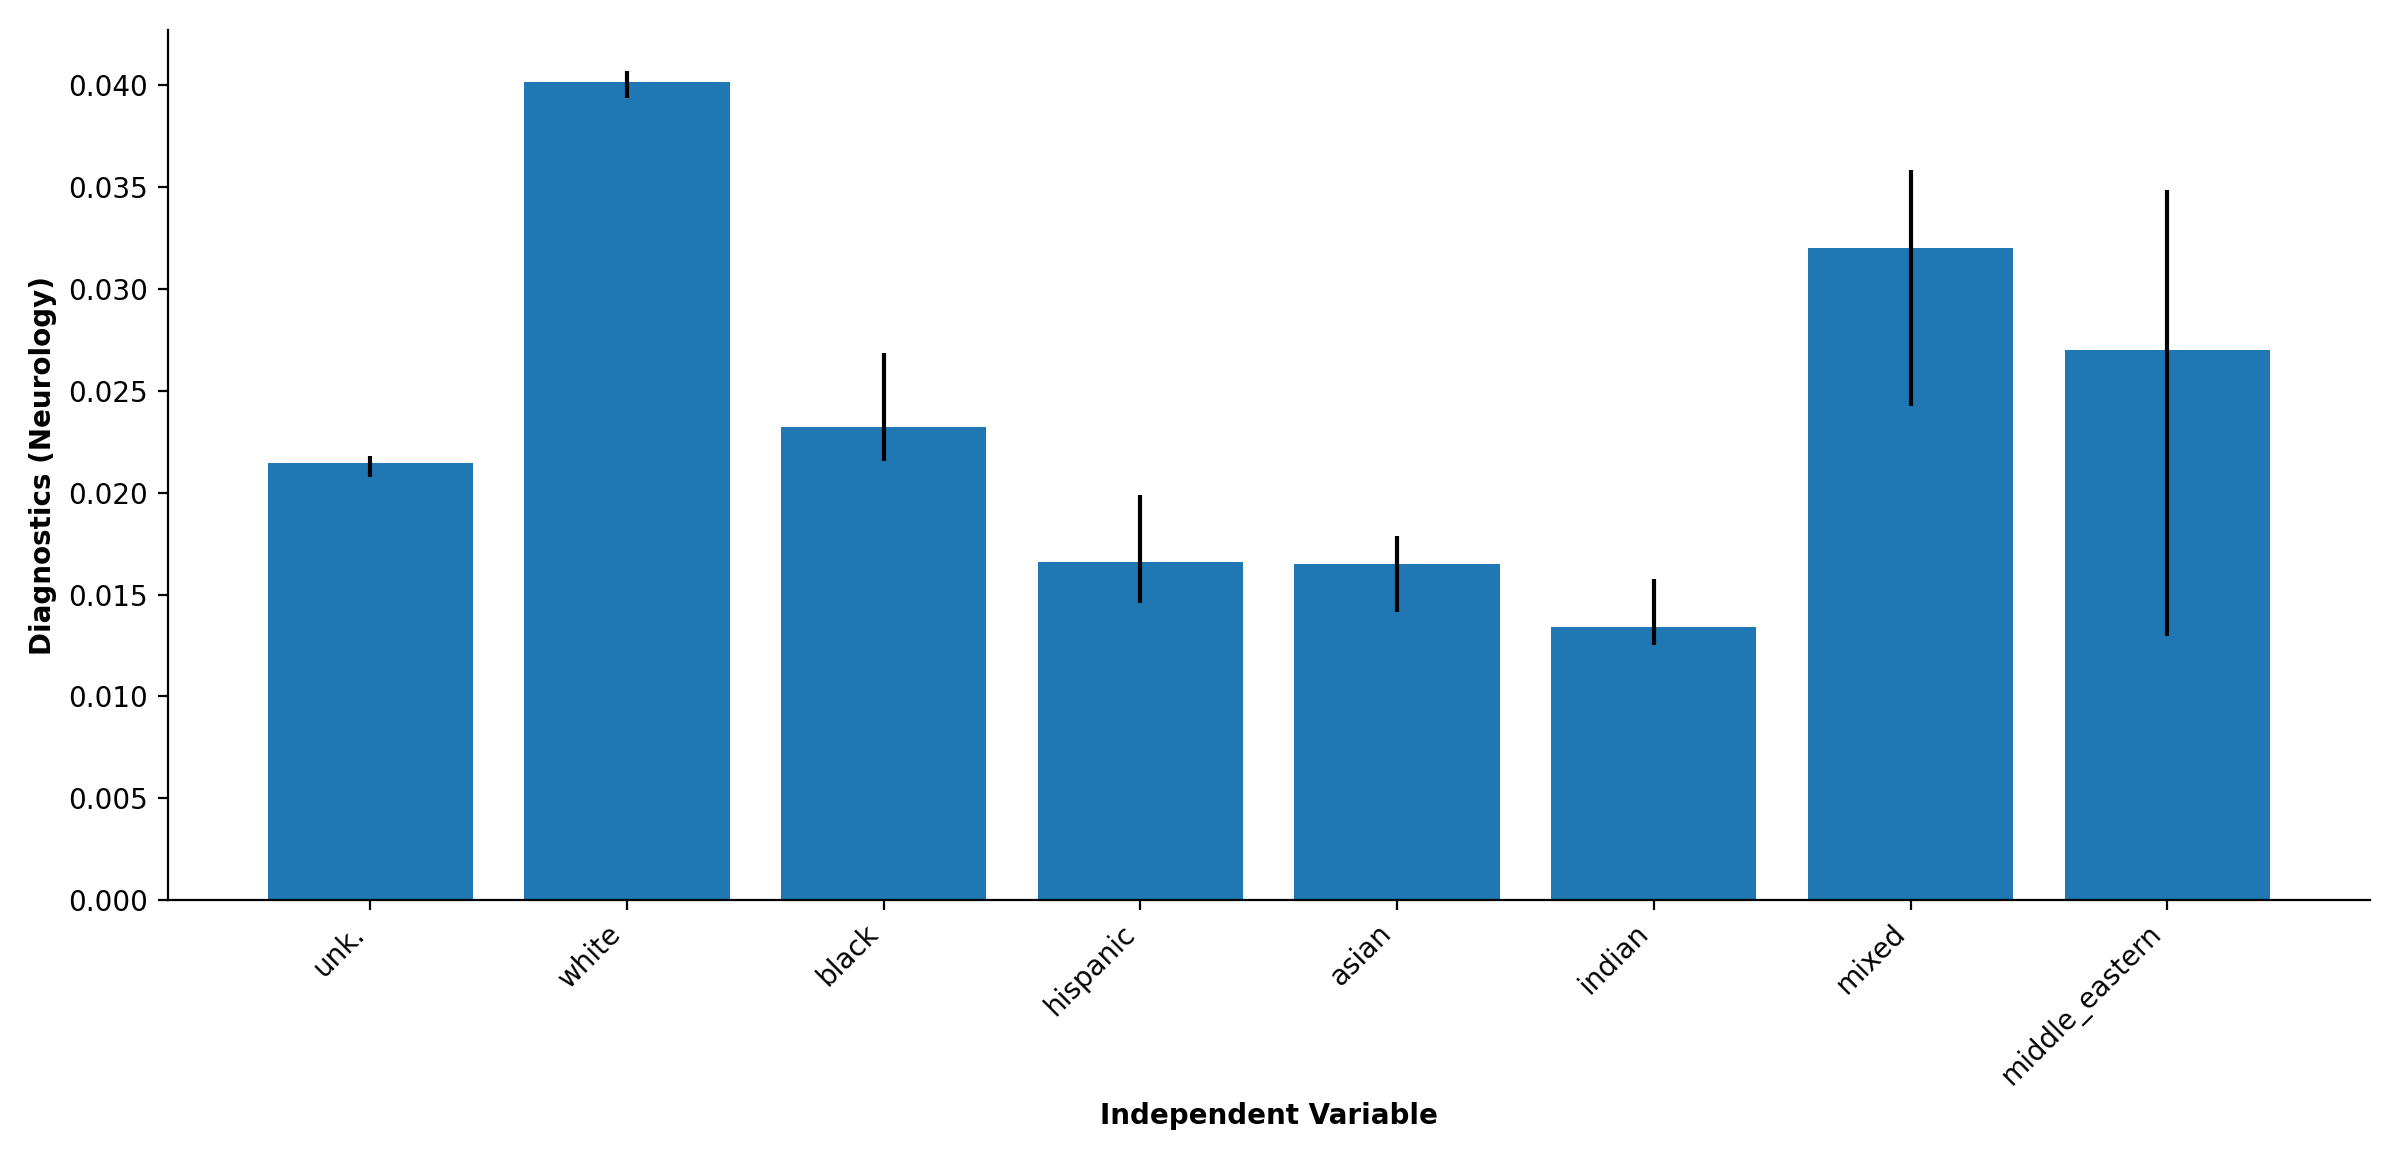 Diagnostics (Neurology)
0.040
0.035
0.030
0.025
0.020
0.015
0.010
0.005
0.000
unk.
white
black
hispanic
asian
indian
mixed
middle_eastern
Independent Variable